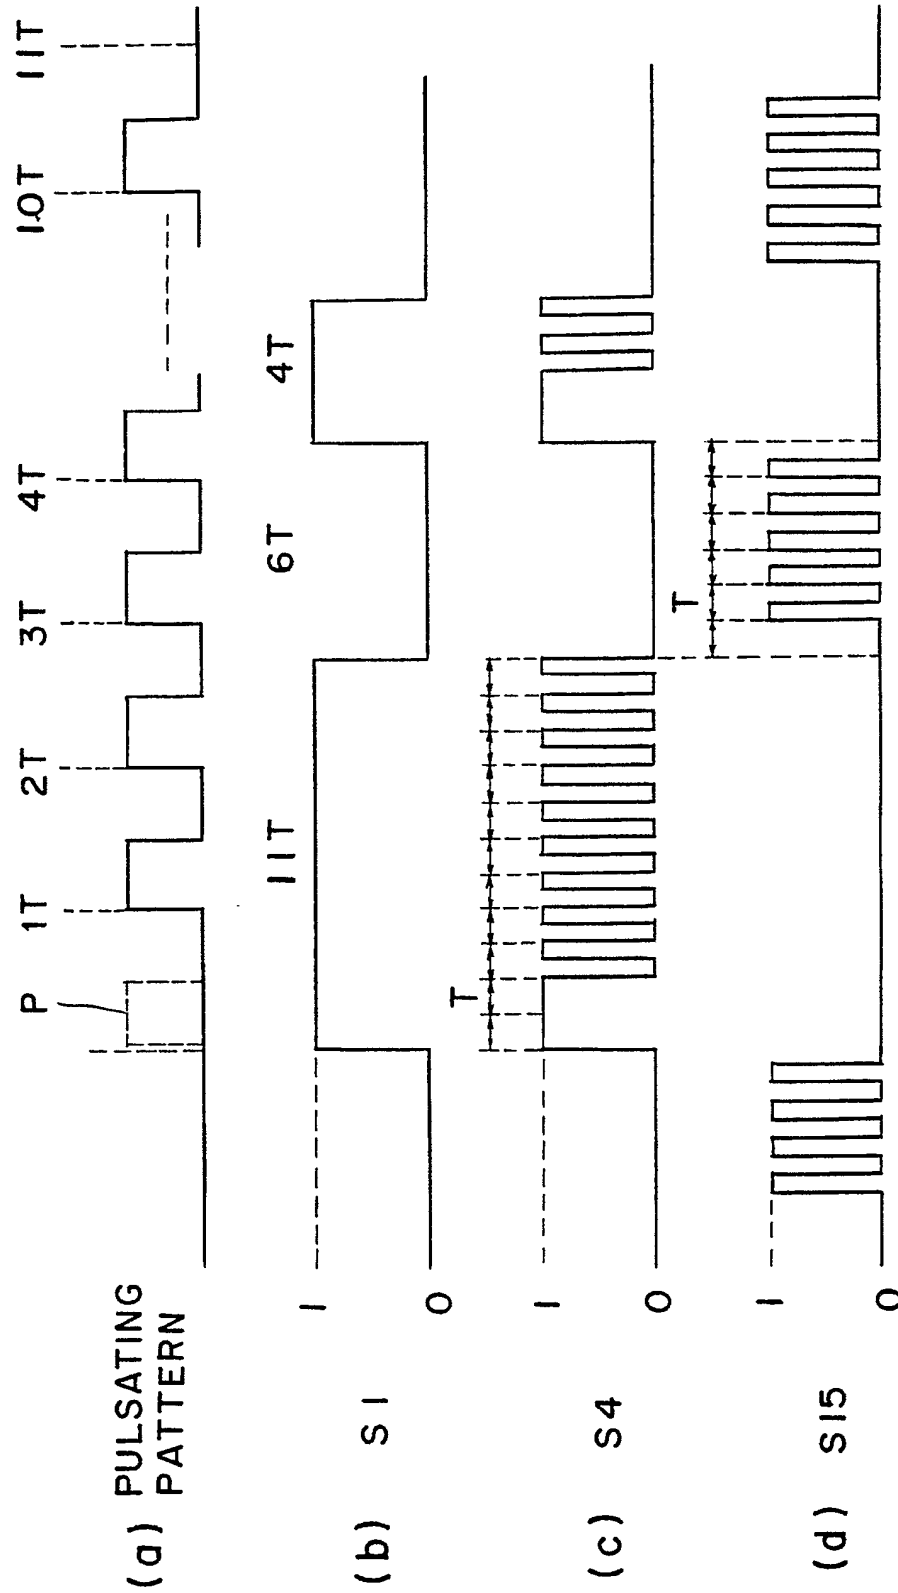 (a) PULSATING
PATTERN
P 1T 2T 3T 4T 10T 11T
(b) S1 1 0 11T 6T 4T
(c) S4 1 0 T
(d) S15 1 0 T